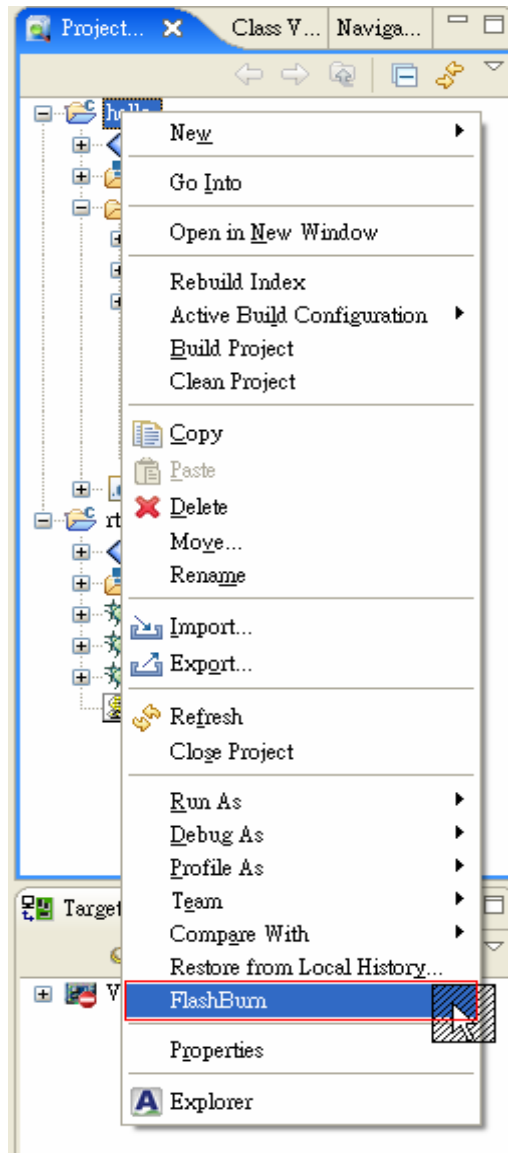 Project... Class V... Naviga...
New
Go Into
Open in New Window
Rebuild Index
Active Build Configuration
Build Project
Clean Project
Copy
Paste
Delete
Move...
Rename
Import...
Export...
Refresh
Close Project
Run As
Debug As
Profile As
Team
Compare With
Restore from Local History...
FlashBurn
Properties
Explorer
Target